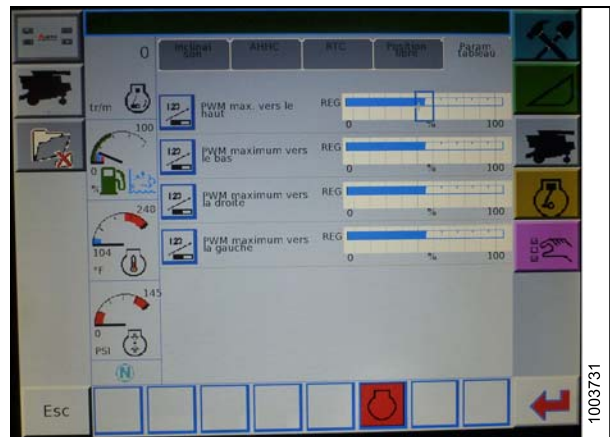 0
Inclinai
son
AHHC
RTC
Position
libre
Param.
tableau
tr/m
PWM max. vers le
haut
REG
0 % 100
100
0
%
PWM maximum vers
le bas
REG
0 % 100
PWM maximum vers
la droite
REG
0 % 100
240
104
°F
PWM maximum vers
la gauche
REG
0 % 100
145
0
PSI
N
Esc
1003731